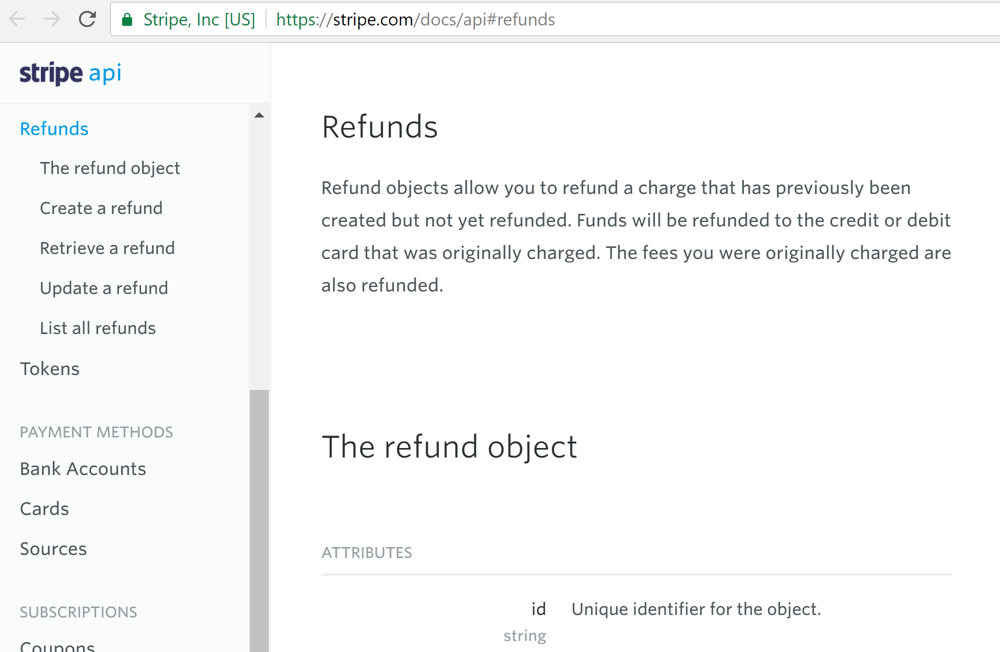 Stripe, Inc [US] https://stripe.com/docs/api#refunds
stripe api
Refunds
The refund object
Create a refund
Retrieve a refund
Update a refund
List all refunds
Tokens
PAYMENT METHODS
Bank Accounts
Cards
Sources
SUBSCRIPTIONS
Coupons
Refunds
Refund objects allow you to refund a charge that has previously been
created but not yet refunded. Funds will be refunded to the credit or debit
card that was originally charged. The fees you were originally charged are
also refunded.
The refund object
ATTRIBUTES
id Unique identifier for the object.
string